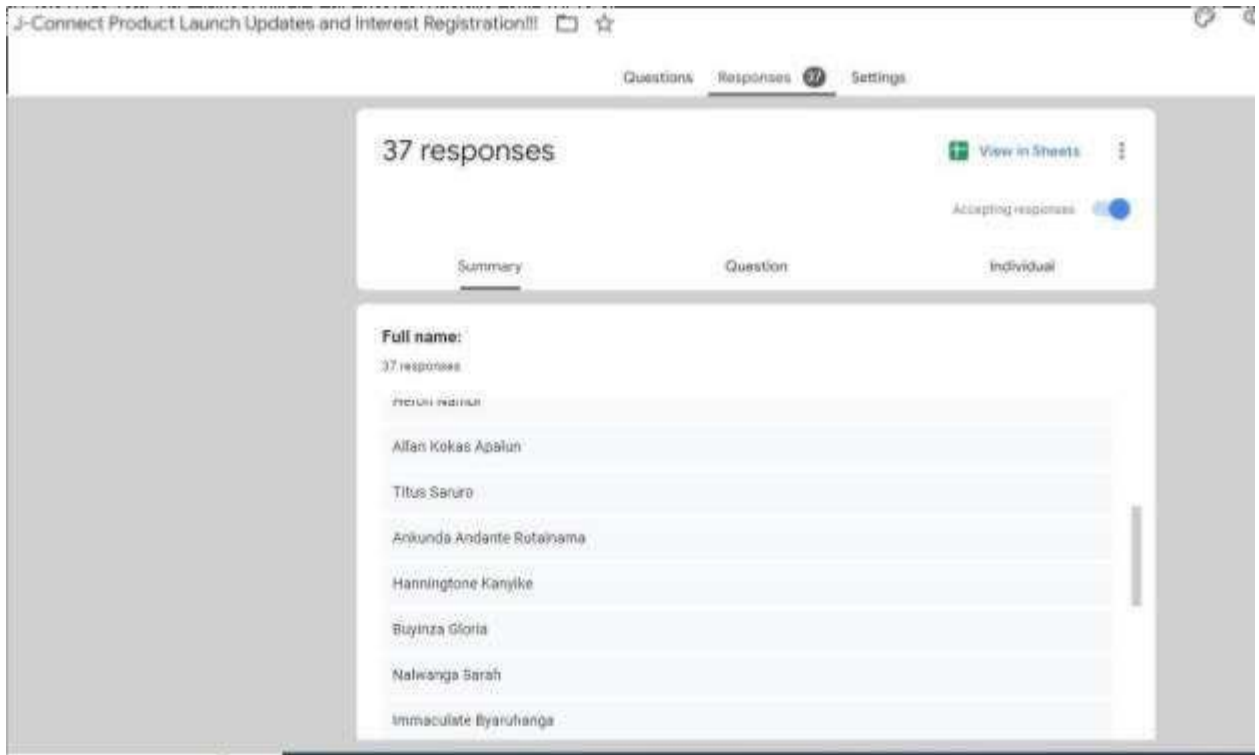 J-Connect Product Launch Updates and Interest Registration!!!
Questions Responses 37 Settings
37 responses
View in Sheets
Accepting responses
Summary Question Individual
Full name:
37 responses
Allan Kokas Apalun
Titus Saruro
Ankunda Andante Rotainama
Hanningtone Kanyike
Buyinza Gloria
Nalwanga Sarah
Immaculate Byaruhanga